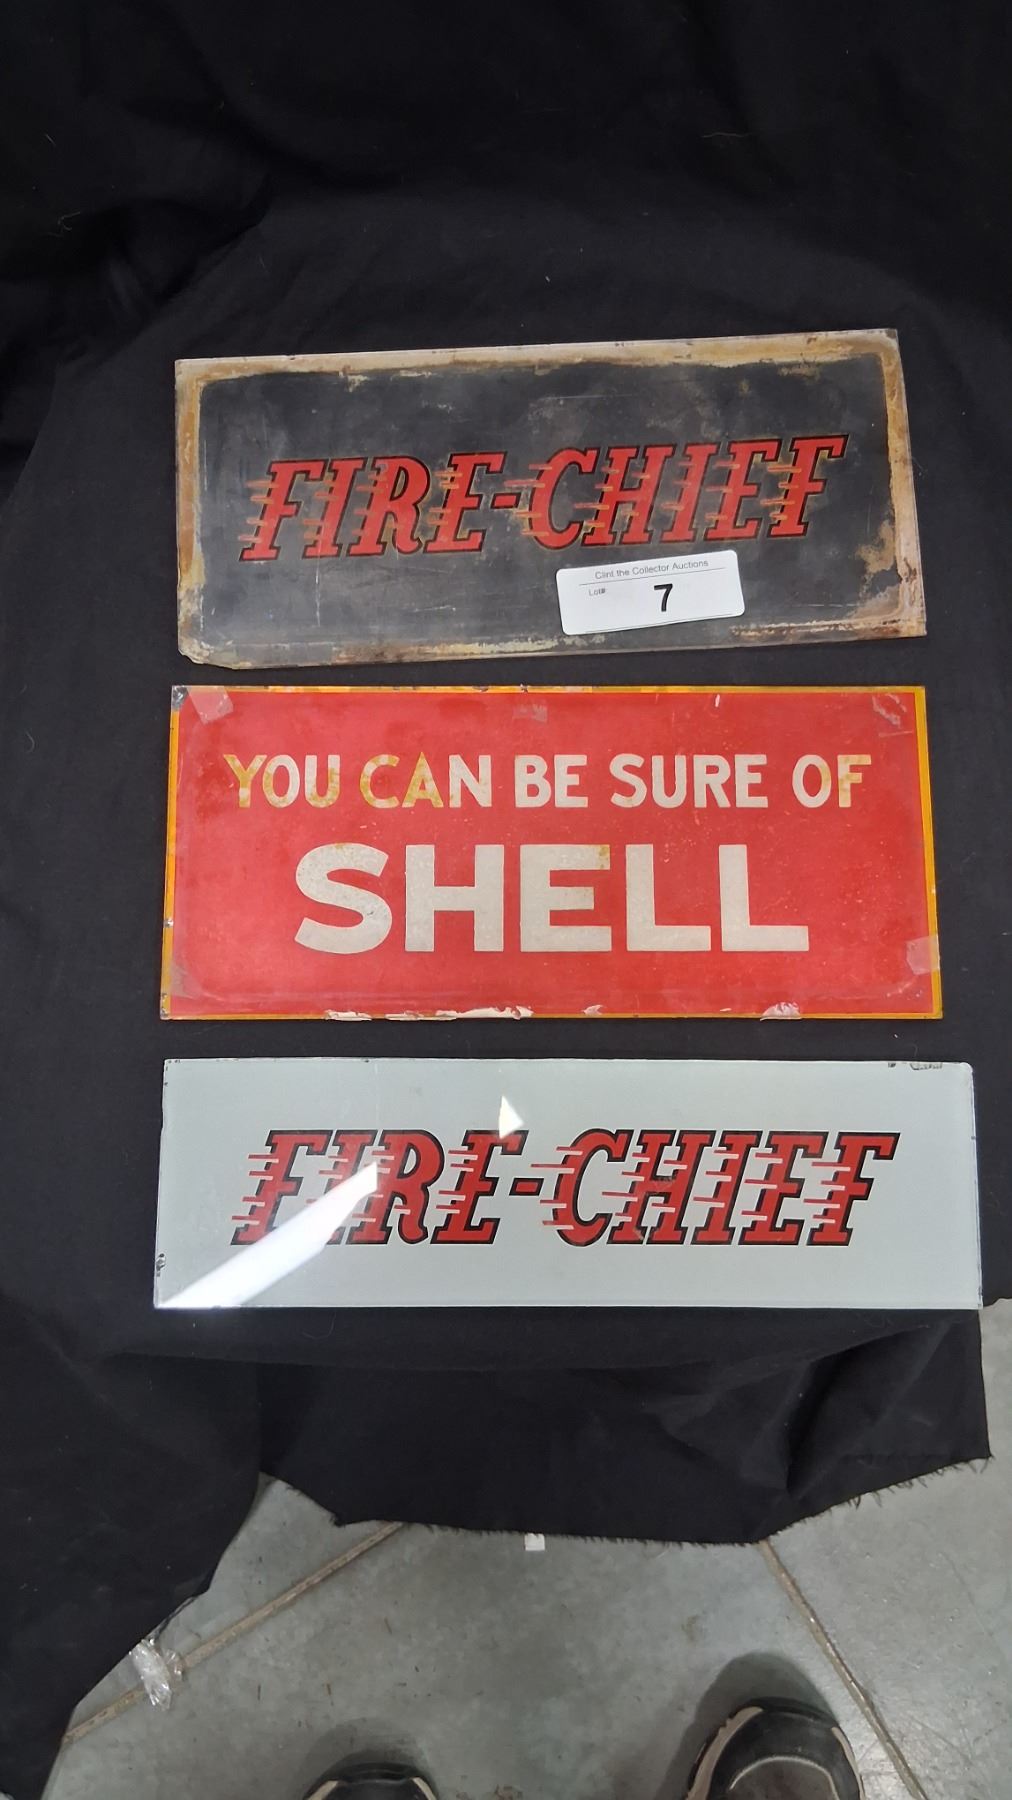 FIRE-CHIEF
Clint the Collector Auctions
Lot# 7
YOU CAN BE SURE OF
SHELL
FIRE-CHIEF